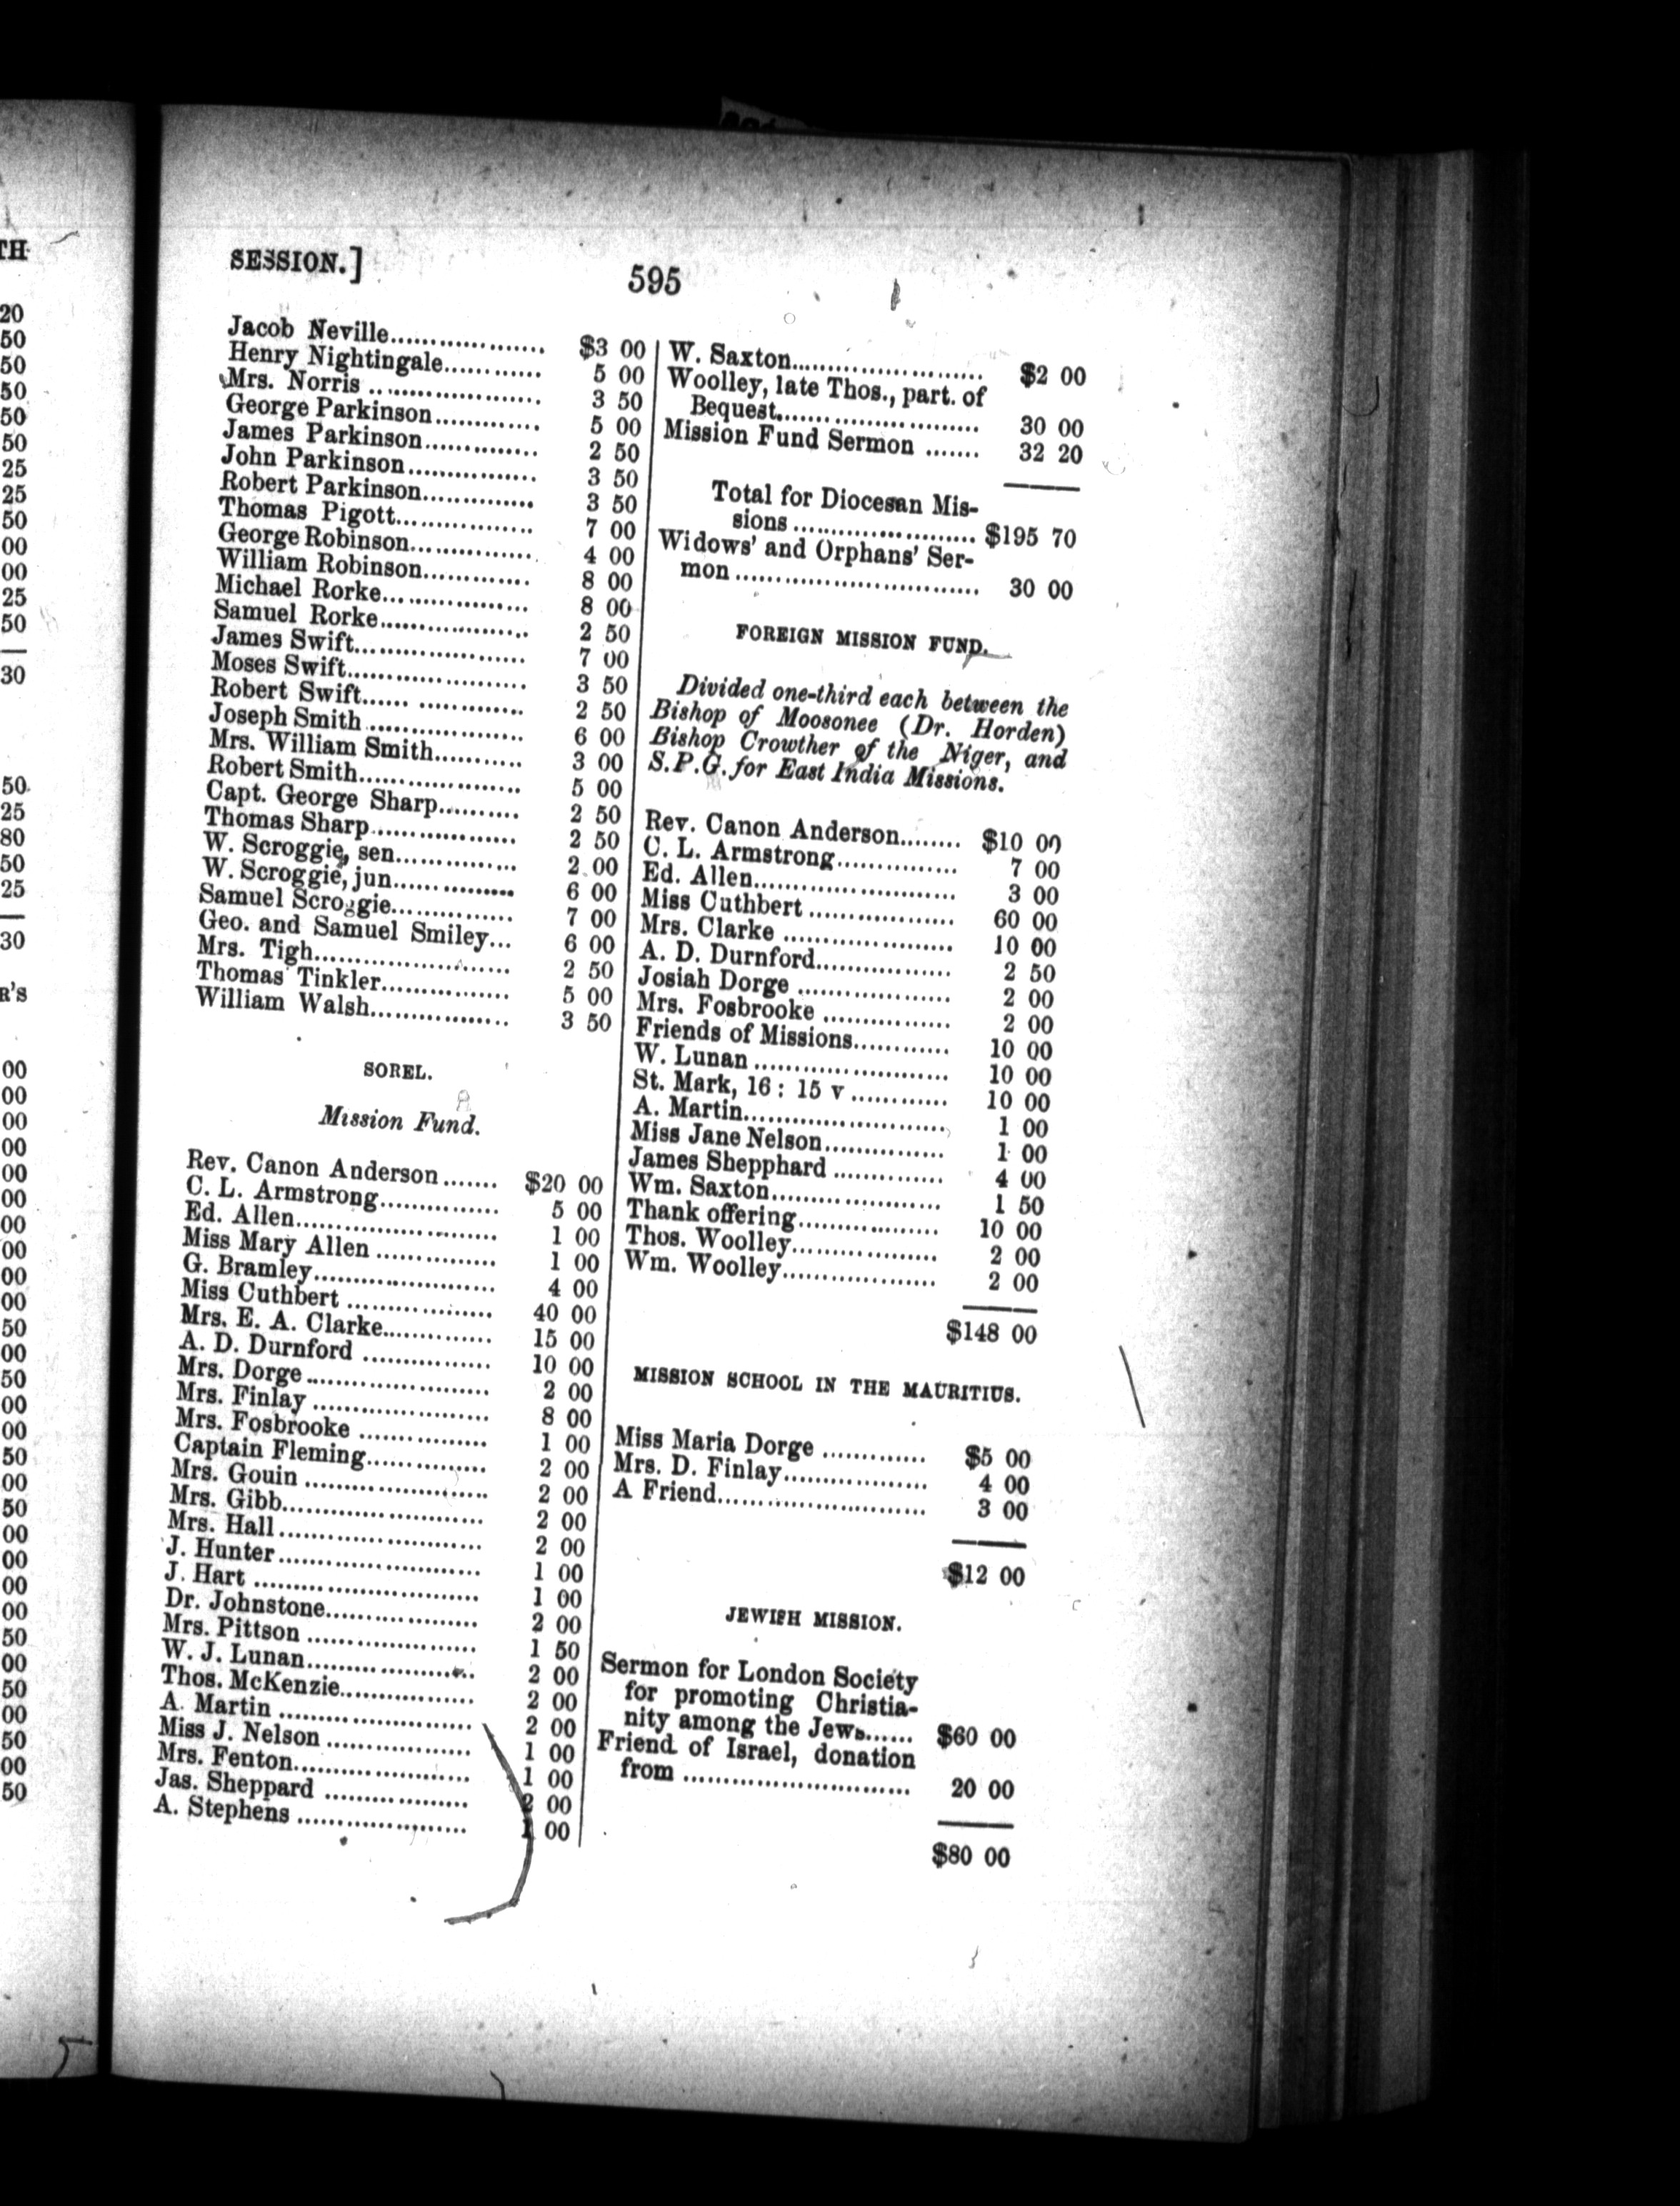 SESSION.]
595
Jacob Neville.................... $3 00
Henry Nightingale............ 5 00
Mrs. Norris ..................... 3 50
George Parkinson............. 5 00
James Parkinson.............. 2 50
John Parkinson................ 3 50
Robert Parkinson.............. 3 50
Thomas Pigott................. 7 00
George Robinson............... 4 00
William Robinson............. 8 00
Michael Rorke.................. 8 00
Samuel Rorke.................. 2 50
James Swift..................... 7 00
Moses Swift...................... 3 50
Robert Swift...... ............. 2 50
Joseph Smith.................... 6 00
Mrs. William Smith........... 3 00
Robert Smith.................... 5 00
Capt. George Sharp.......... 2 50
Thomas Sharp.................. 2 50
W. Scroggie, sen............... 2 00
W. Scroggie, jun............... 6 00
Samuel Scroggie............... 7 00
Geo. and Samuel Smiley... 6 00
Mrs. Tigh........................ 2 50
Thomas Tinkler................ 5 00
William Walsh................. 3 50
SOREL.
Mission Fund.
Rev. Canon Anderson ....... $20 00
C. L. Armstrong............... 5 00
Ed. Allen......................... 1 00
Miss Mary Allen ............... 1 00
G. Bramley....................... 4 00
Miss Cuthbert .................. 40 00
Mrs. E. A. Clarke.............. 15 00
A. D. Durnford ................ 10 00
Mrs. Dorge....................... 2 00
Mrs. Finlay ...................... 8 00
Mrs. Fosbrooke ................ 1 00
Captain Fleming............... 2 00
Mrs. Gouin ....................... 2 00
Mrs. Gibb......................... 2 00
Mrs. Hall ......................... 2 00
J. Hunter ......................... 1 00
J. Hart ............................ 1 00
Dr. Johnstone................... 2 00
Mrs. Pittson ..................... 1 50
W. J. Lunan..................... 2 00
Thos. McKenzie................. 2 00
A. Martin ........................ 2 00
Miss J. Nelson .................. 1 00
Mrs. Fenton...................... 1 00
Jas. Sheppard .................. 2 00
A. Stephens ..................... 1 00
W. Saxton........................ $2 00
Woolley, late Thos., part. of
Bequest.......................... 30 00
Mission Fund Sermon ....... 32 20
Total for Diocesan Mis-
sions ....................... $195 70
Widows' and Orphans' Ser-
mon .............................. 30 00
FOREIGN MISSION FUND.
Divided one-third each between the
Bishop of Moosonee (Dr. Horden)
Bishop Crowther of the Niger, and
S.P.G. for East India Missions.
Rev. Canon Anderson........ $10 00
C. L. Armstrong............... 7 00
Ed. Allen......................... 3 00
Miss Cuthbert .................. 60 00
Mrs. Clarke ..................... 10 00
A. D. Durnford................. 2 50
Josiah Dorge ................... 2 00
Mrs. Fosbrooke ................ 2 00
Friends of Missions............ 10 00
W. Lunan ........................ 10 00
St. Mark, 16 : 15 v ............ 10 00
A. Martin......................... 1 00
Miss Jane Nelson............... 1 00
James Shepphard .............. 4 00
Wm. Saxton..................... 1 50
Thank offering.................. 10 00
Thos. Woolley.................. 2 00
Wm. Woolley................... 2 00
$148 00
MISSION SCHOOL IN THE MAURITIUS.
Miss Maria Dorge ............. $5 00
Mrs. D. Finlay.................. 4 00
A Friend.......................... 3 00
$12 00
JEWISH MISSION.
Sermon for London Society
for promoting Christia-
nity among the Jews...... $60 00
Friend of Israel, donation
from ............................ 20 00
$80 00